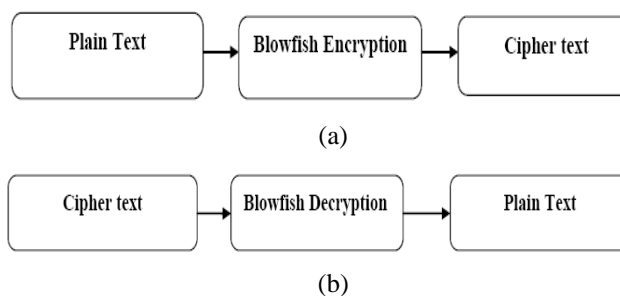 Plain Text
Blowfish Encryption
Cipher text
(a)
Cipher text
Blowfish Decryption
Plain Text
(b)